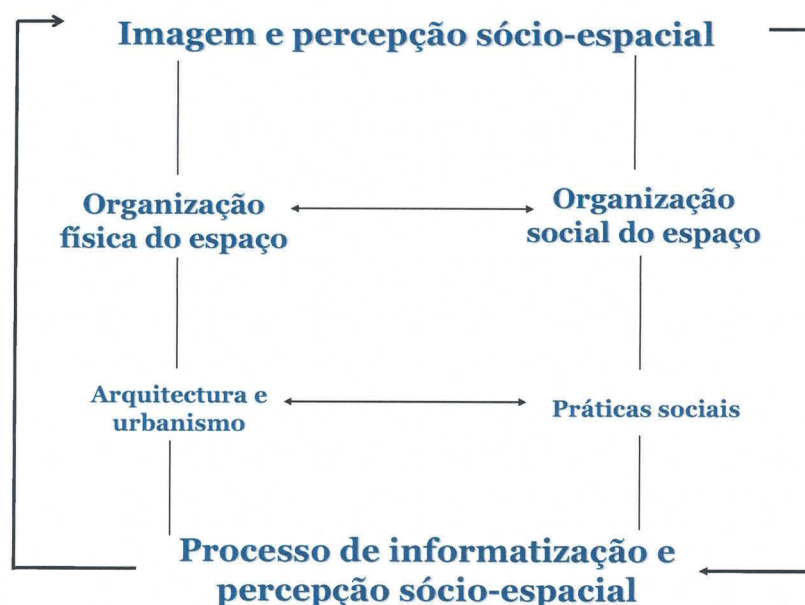 Imagem e percepção sócio-espacial
Organização
física do espaço
Organização
social do espaço
Arquitectura e
urbanismo
Práticas sociais
Processo de informatização e
percepção sócio-espacial